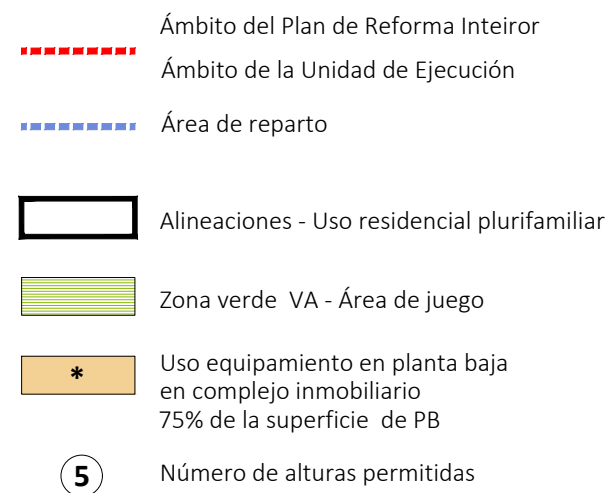 Ámbito del Plan de Reforma Inteiror
Ámbito de la Unidad de Ejecución
Área de reparto
Alineaciones - Uso residencial plurifamiliar
Zona verde VA - Área de juego
* Uso equipamiento en planta baja
en complejo inmobiliario
75% de la superficie de PB
5 Número de alturas permitidas